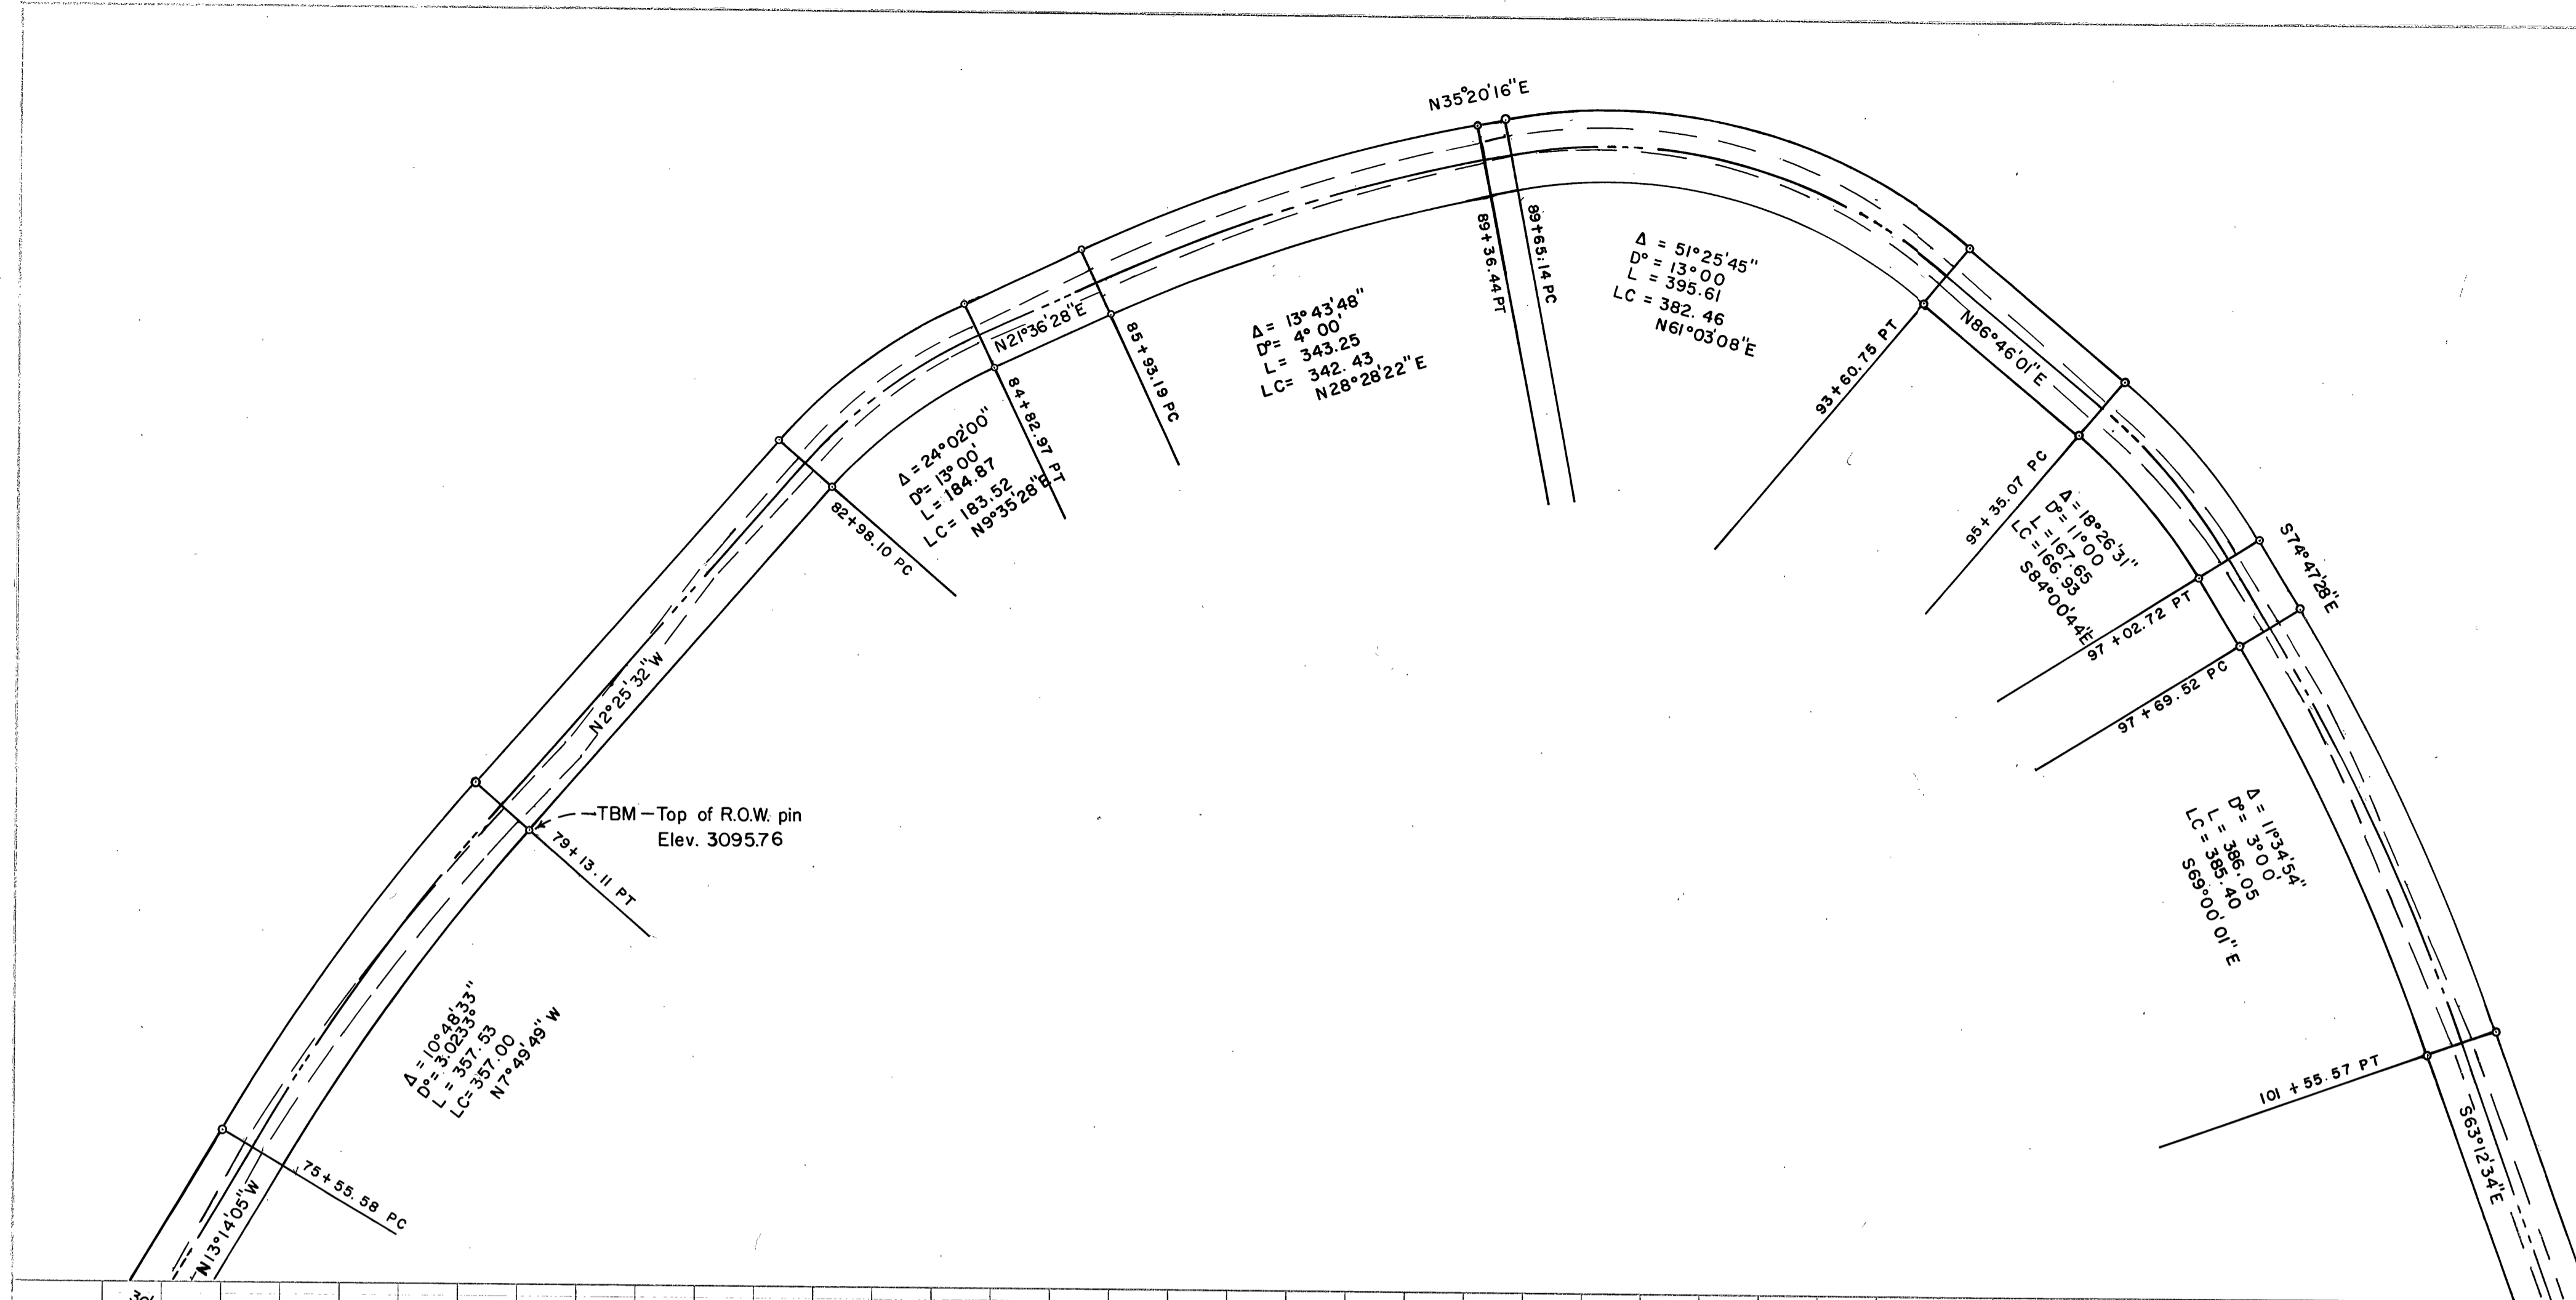 N35°20'16"E
N21°36'28"E
N2°25'32"W
N13°14'05"W
N86°46'01"E
S74°47'28"E
S63°12'34"E
75+55.58 PC
Δ = 10°48'33"
D° = 3.0233°
L = 357.53
LC = 357.00
N7°49'49"W
79+13.11 PT
TBM—Top of R.O.W. pin
Elev. 3095.76
82+98.10 PC
Δ = 24°02'00"
D° = 13°00'
L = 184.87
LC = 183.52
N9°35'28"E
84+82.97 PT
85+93.19 PC
Δ = 13°43'48"
D° = 4°00'
L = 343.25
LC = 342.43
N28°28'22"E
89+36.44 PT
89+65.14 PC
Δ = 51°25'45"
D° = 13°00
L = 395.61
LC = 382.46
N61°03'08"E
93+60.75 PT
95+35.07 PC
Δ = 18°26'31"
D° = 11°00
L = 167.65
LC = 166.93
S84°00'44"E
97+02.72 PT
97+69.52 PC
Δ = 11°34'54"
D° = 3°00'
L = 386.05
LC = 385.40
S69°00'01"E
101+55.57 PT